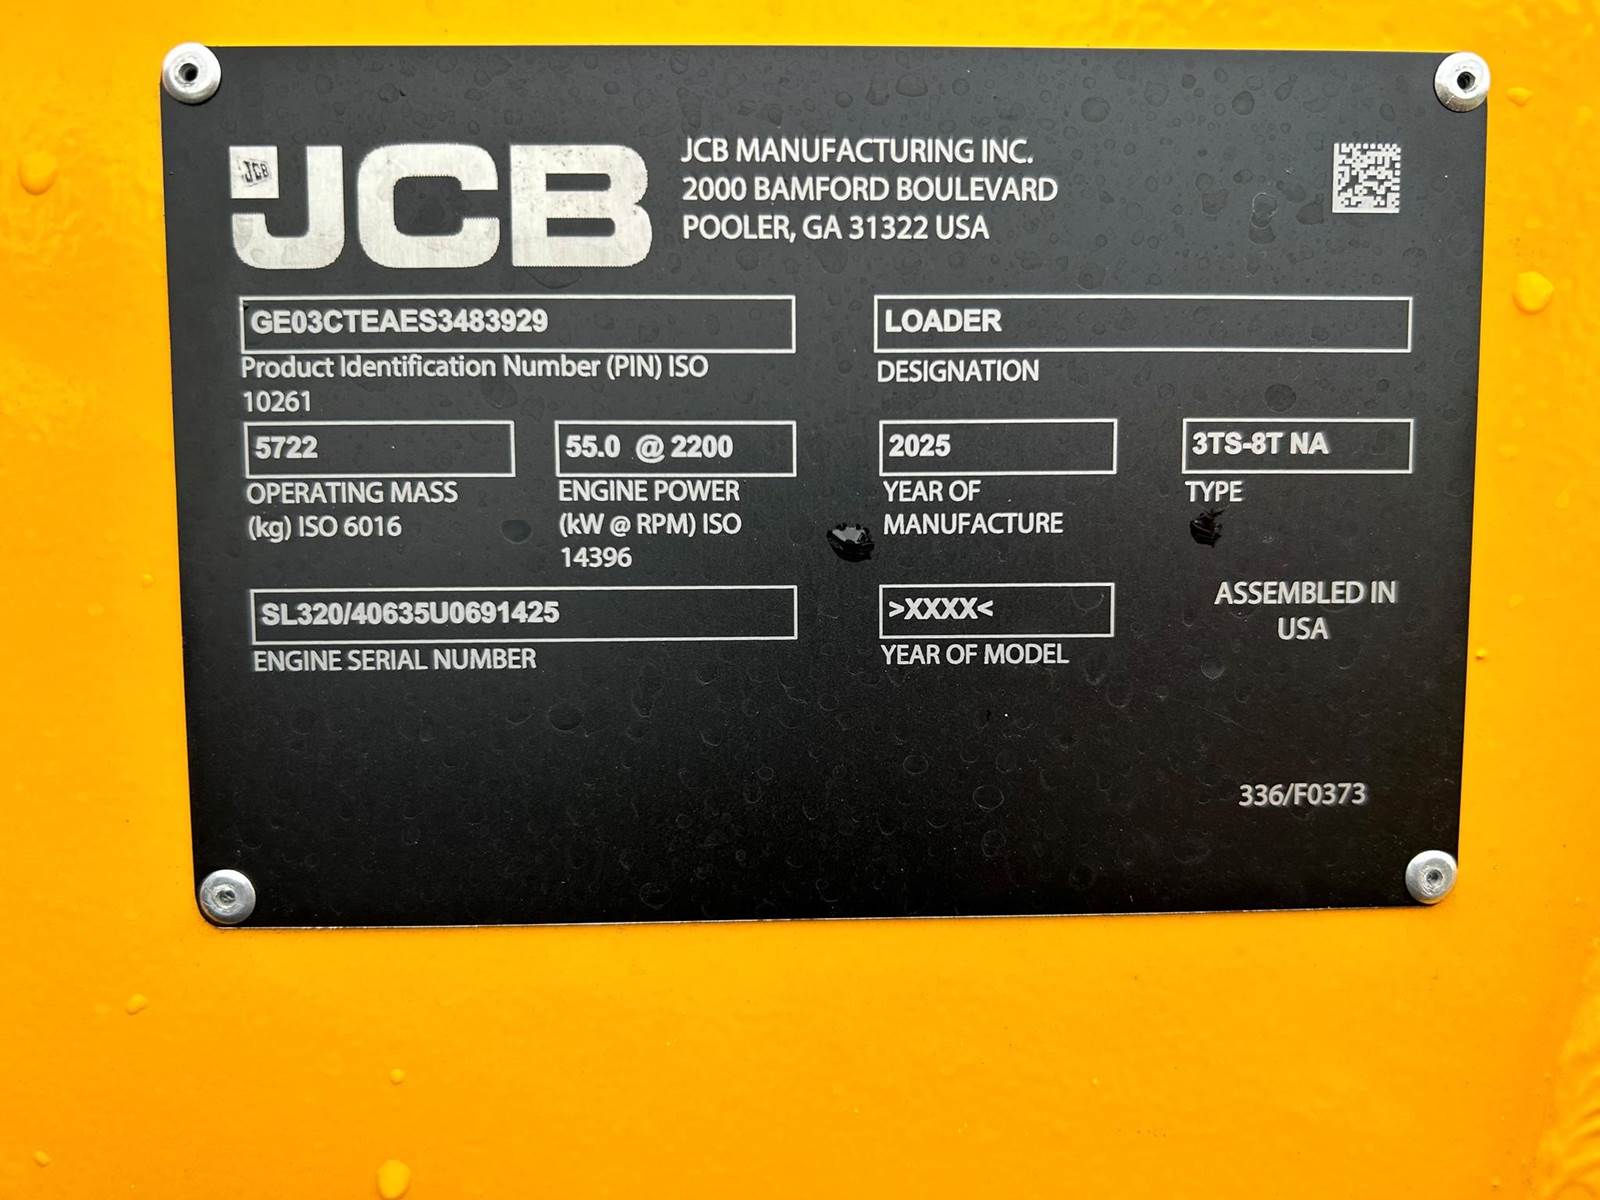 JCB
JCB
JCB MANUFACTURING INC.
2000 BAMFORD BOULEVARD
POOLER, GA 31322 USA
GE03CTEAES3483929
Product Identification Number (PIN) ISO
10261
LOADER
DESIGNATION
5722
OPERATING MASS
(kg) ISO 6016
55.0 @ 2200
ENGINE POWER
(kW @ RPM) ISO
14396
2025
YEAR OF
MANUFACTURE
3TS-8T NA
TYPE
SL320/40635U0691425
ENGINE SERIAL NUMBER
>XXXX<
YEAR OF MODEL
ASSEMBLED IN
USA
336/F0373